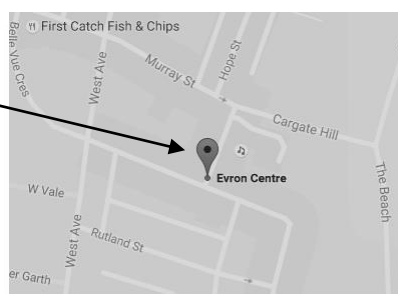 First Catch Fish & Chips
Belle Vue Cres
West Ave
Murray St
Hope St
Cargate Hill
Evron Centre
The Beach
W Vale
West Ave
Rutland St
er Garth